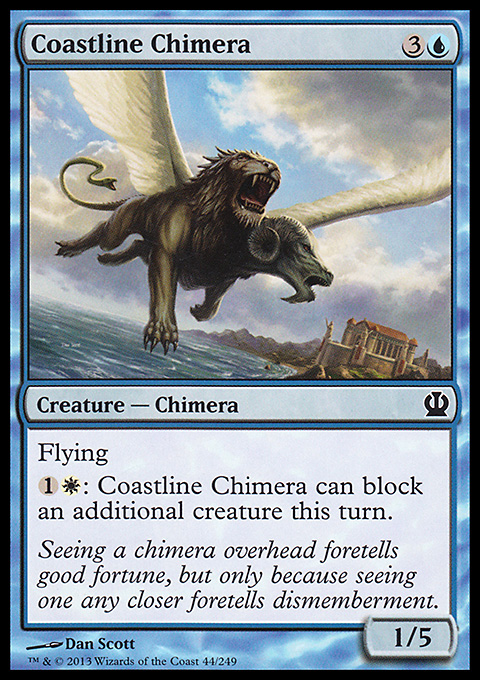 Coastline Chimera 3
Creature — Chimera
Flying
1 : Coastline Chimera can block
an additional creature this turn.
Seeing a chimera overhead foretells
good fortune, but only because seeing
one any closer foretells dismemberment.
Dan Scott
1/5
™ & © 2013 Wizards of the Coast 44/249